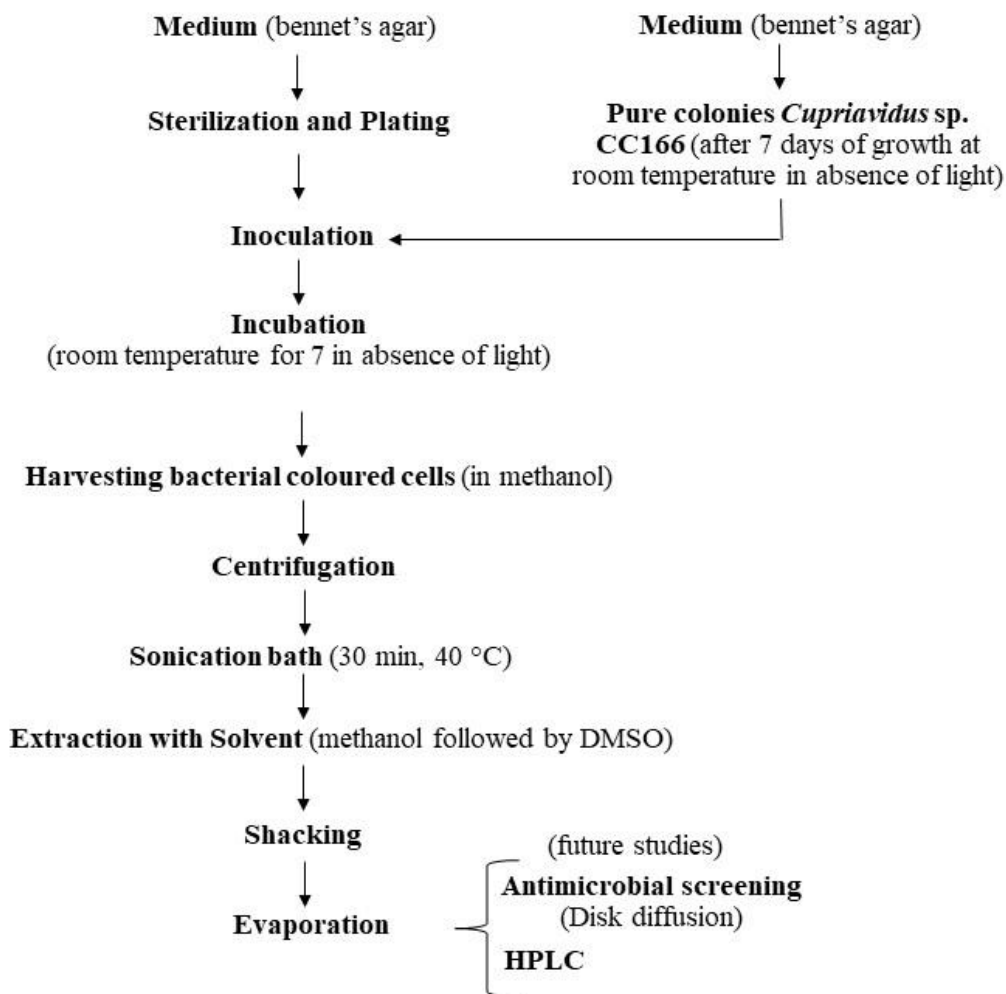 Medium (bennet's agar)
Sterilization and Plating
Medium (bennet's agar)
Pure colonies Cupriavidus sp.
CC166 (after 7 days of growth at
room temperature in absence of light)
Inoculation
Incubation
(room temperature for 7 in absence of light)
Harvesting bacterial coloured cells (in methanol)
Centrifugation
Sonication bath (30 min, 40 °C)
Extraction with Solvent (methanol followed by DMSO)
Shacking
Evaporation
(future studies)
Antimicrobial screening
(Disk diffusion)
HPLC